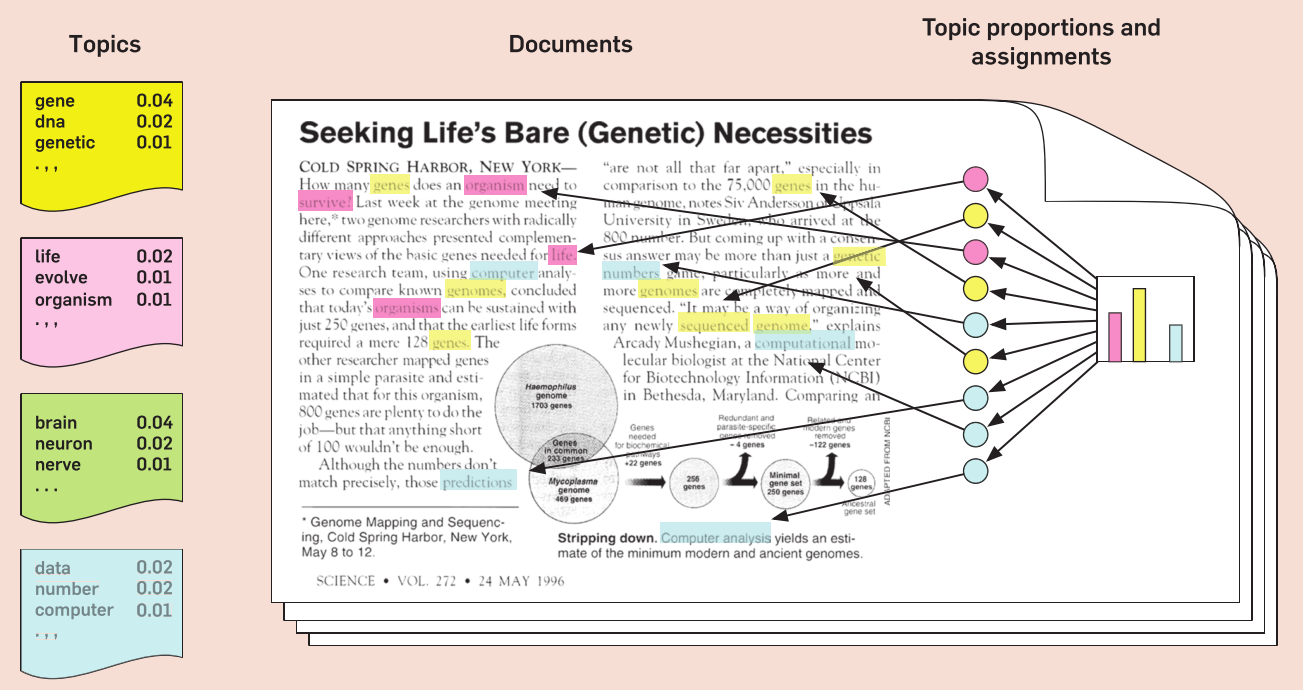 Topics
Documents
Topic proportions and
assignments
gene 0.04
dna 0.02
genetic 0.01
. , ,
life 0.02
evolve 0.01
organism 0.01
. , ,
brain 0.04
neuron 0.02
nerve 0.01
. . .
data 0.02
number 0.02
computer 0.01
. , ,
Seeking Life's Bare (Genetic) Necessities
COLD SPRING HARBOR, NEW YORK—
How many genes does an organism need to
survive? Last week at the genome meeting
here,* two genome researchers with radically
different approaches presented complemen-
tary views of the basic genes needed for life.
One research team, using computer analy-
ses to compare known genomes, concluded
that today's organisms can be sustained with
just 250 genes, and that the earliest life forms
required a mere 128 genes. The
other researcher mapped genes
in a simple parasite and esti-
mated that for this organism,
800 genes are plenty to do the
job—but that anything short
of 100 wouldn't be enough.
Although the numbers don't
match precisely, those predictions
* Genome Mapping and Sequenc-
ing, Cold Spring Harbor, New York,
May 8 to 12.
"are not all that far apart," especially in
comparison to the 75,000 genes in the hu-
man genome, notes Siv Andersson of Uppsala
University in Sweden, who arrived at the
800 number. But coming up with a consen-
sus answer may be more than just a genetic
numbers game, particularly as more and
more genomes are completely mapped and
sequenced. "It may be a way of organizing
any newly sequenced genome," explains
Arcady Mushegian, a computational mo-
lecular biologist at the National Center
for Biotechnology Information (NCBI)
in Bethesda, Maryland. Comparing an
Haemophilus
genome
1703 genes
Genes
in common
233 genes
Mycoplasma
genome
469 genes
Genes
needed
for biochemical
pathways
+22 genes
256
genes
Redundant and
parasite-specific
genes removed
– 4 genes
Minimal
gene set
250 genes
Related and
modern genes
removed
–122 genes
128
genes
Ancestral
gene set
ADAPTED FROM NCBI
Stripping down. Computer analysis yields an esti-
mate of the minimum modern and ancient genomes.
SCIENCE • VOL. 272 • 24 MAY 1996